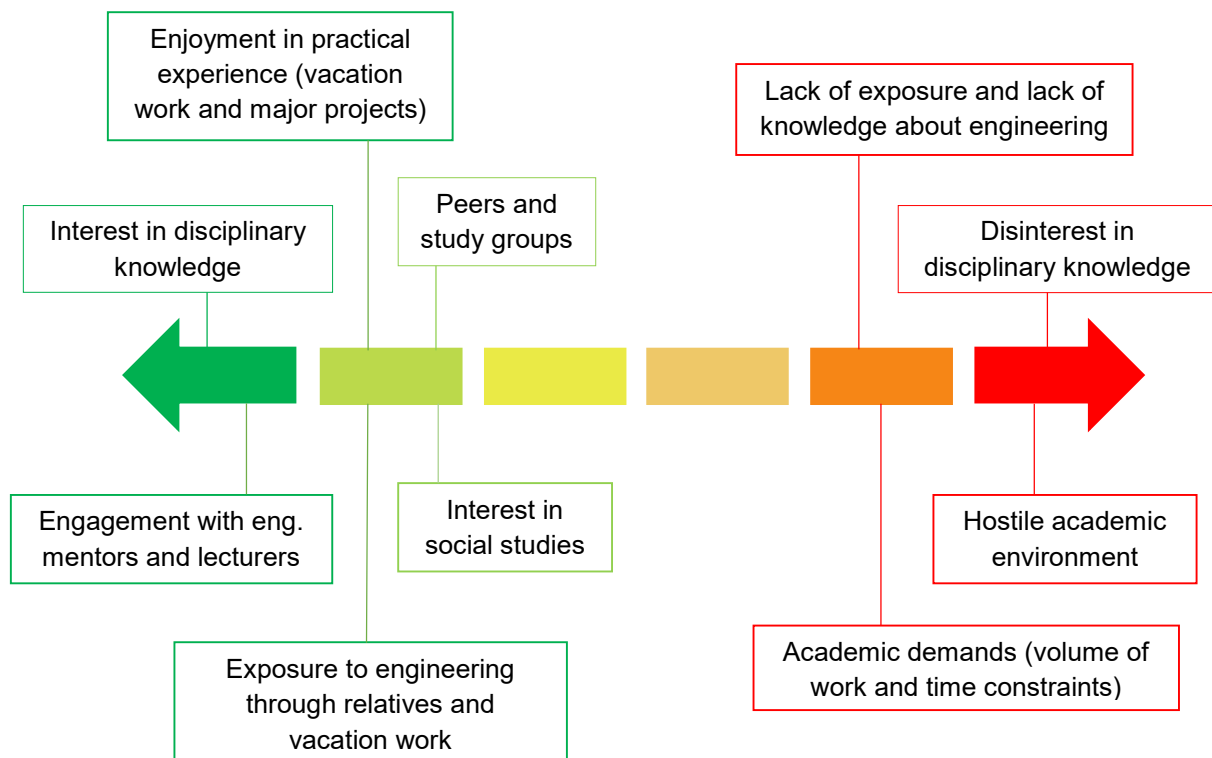 Enjoyment in practical
experience (vacation
work and major projects)
Lack of exposure and lack of
knowledge about engineering
Interest in disciplinary
knowledge
Peers and
study groups
Disinterest in
disciplinary knowledge
Engagement with eng.
mentors and lecturers
Interest in
social studies
Hostile academic
environment
Exposure to engineering
through relatives and
vacation work
Academic demands (volume of
work and time constraints)